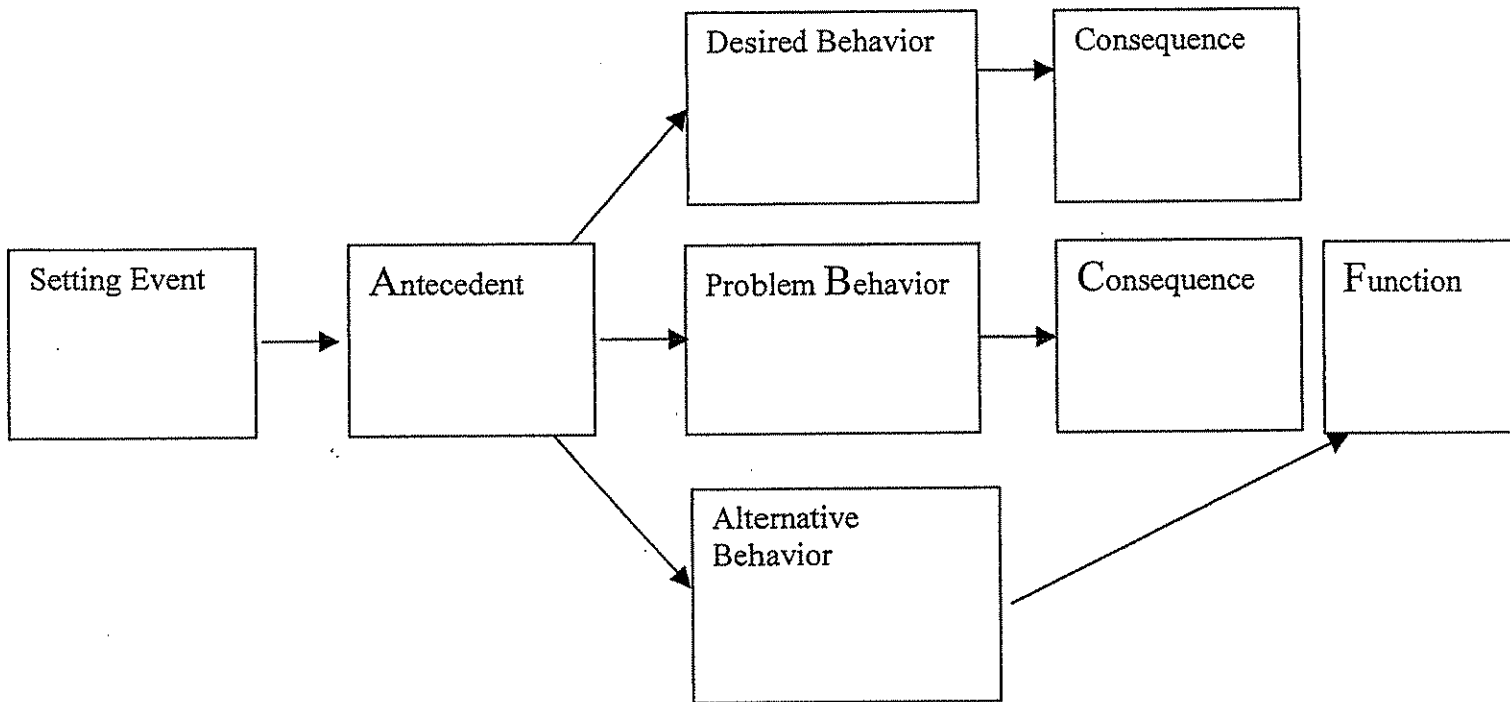 Desired Behavior
Consequence
Setting Event
Antecedent
Problem Behavior
Consequence
Function
Alternative
Behavior